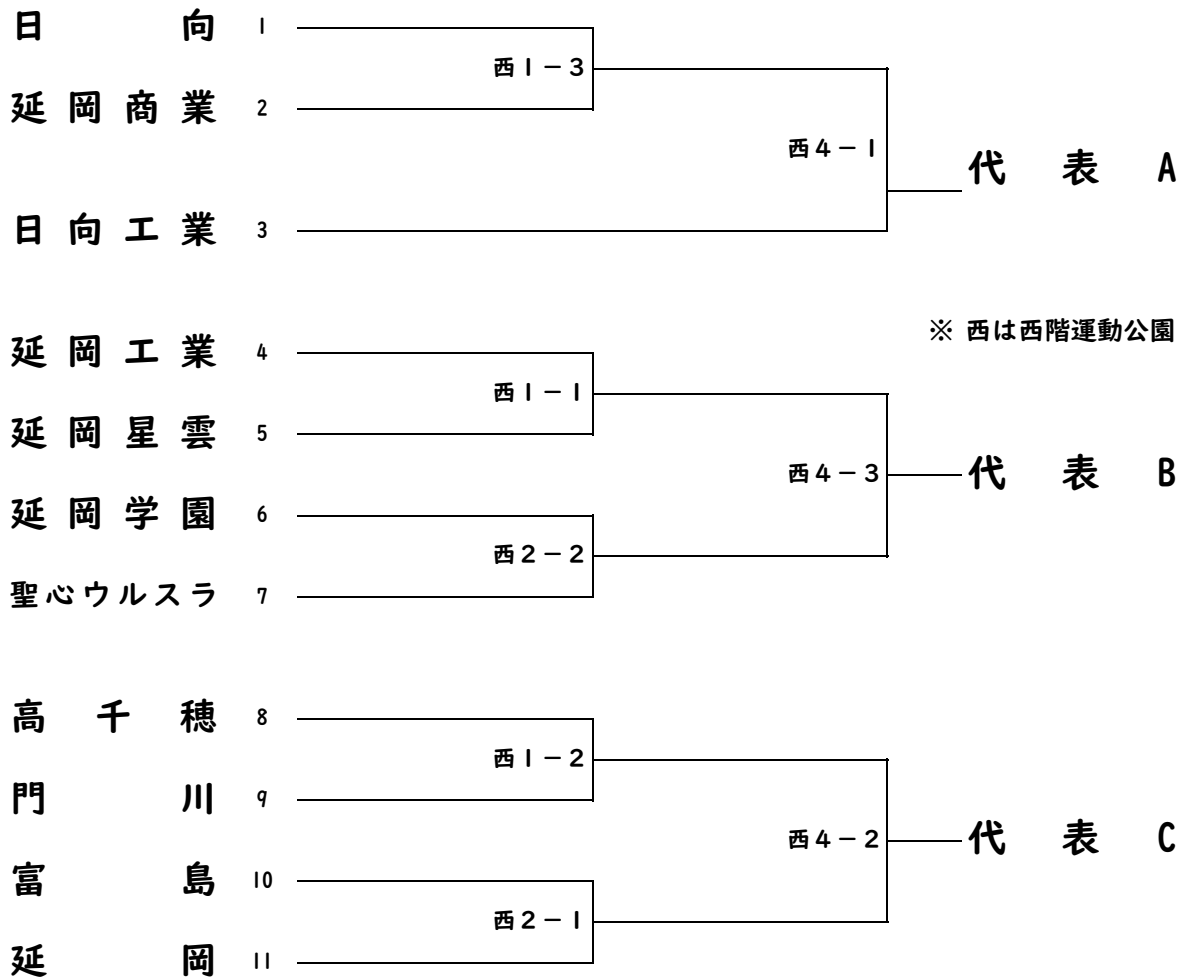 日向 1
西1－3
延岡商業 2
西4－1
代表A
日向工業 3
※ 西は西階運動公園
延岡工業 4
西1－1
延岡星雲 5
西4－3
代表B
延岡学園 6
西2－2
聖心ウルスラ 7
高千穂 8
西1－2
門川 9
西4－2
代表C
富島 10
西2－1
延岡 11